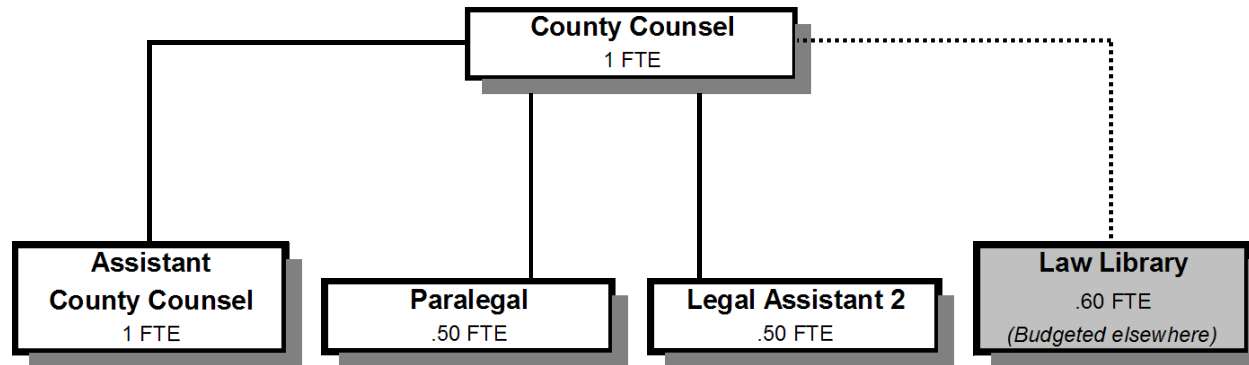 County Counsel
1 FTE
Assistant
County Counsel
1 FTE
Paralegal
.50 FTE
Legal Assistant 2
.50 FTE
Law Library
.60 FTE
(Budgeted elsewhere)